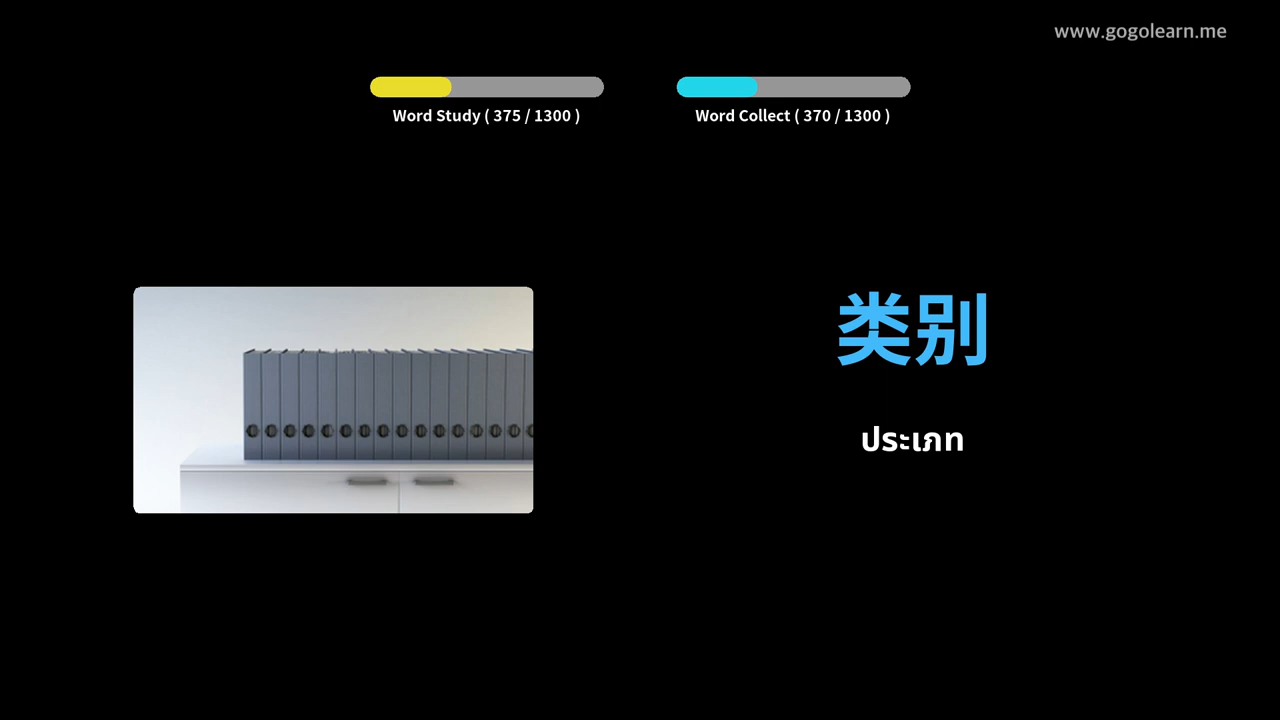 www.gogolearn.me
Word Study ( 375 / 1300 )
Word Collect ( 370 / 1300 )
类别
ประเภท